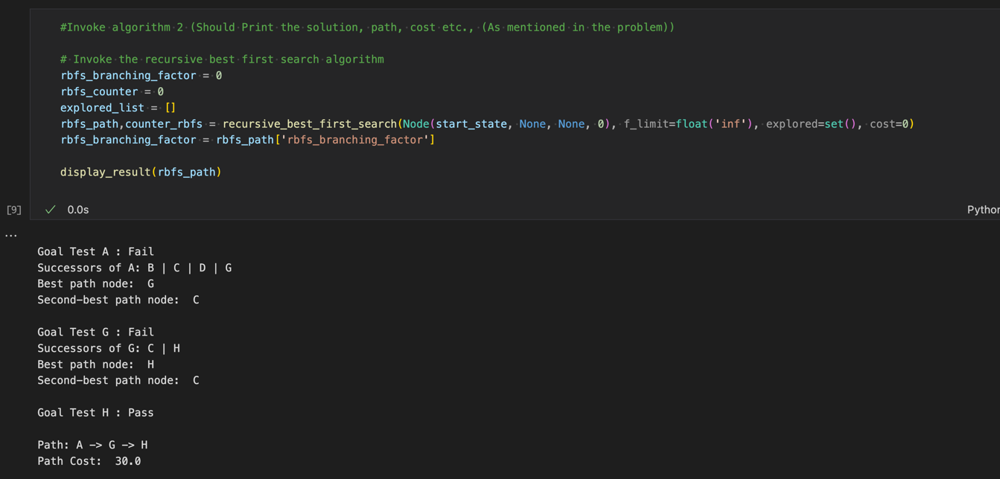 #Invoke algorithm 2 (Should Print the solution, path, cost etc., (As mentioned in the problem))
# Invoke the recursive best first search algorithm
rbfs_branching_factor = 0
rbfs_counter = 0
explored_list = []
rbfs_path,counter_rbfs = recursive_best_first_search(Node(start_state, None, None, 0), f_limit=float('inf'), explored=set(), cost=0)
rbfs_branching_factor = rbfs_path['rbfs_branching_factor']
display_result(rbfs_path)
[9] ✓ 0.0s Python
...
Goal Test A : Fail
Successors of A: B | C | D | G
Best path node:  G
Second-best path node:  C
Goal Test G : Fail
Successors of G: C | H
Best path node:  H
Second-best path node:  C
Goal Test H : Pass
Path: A -> G -> H
Path Cost:  30.0